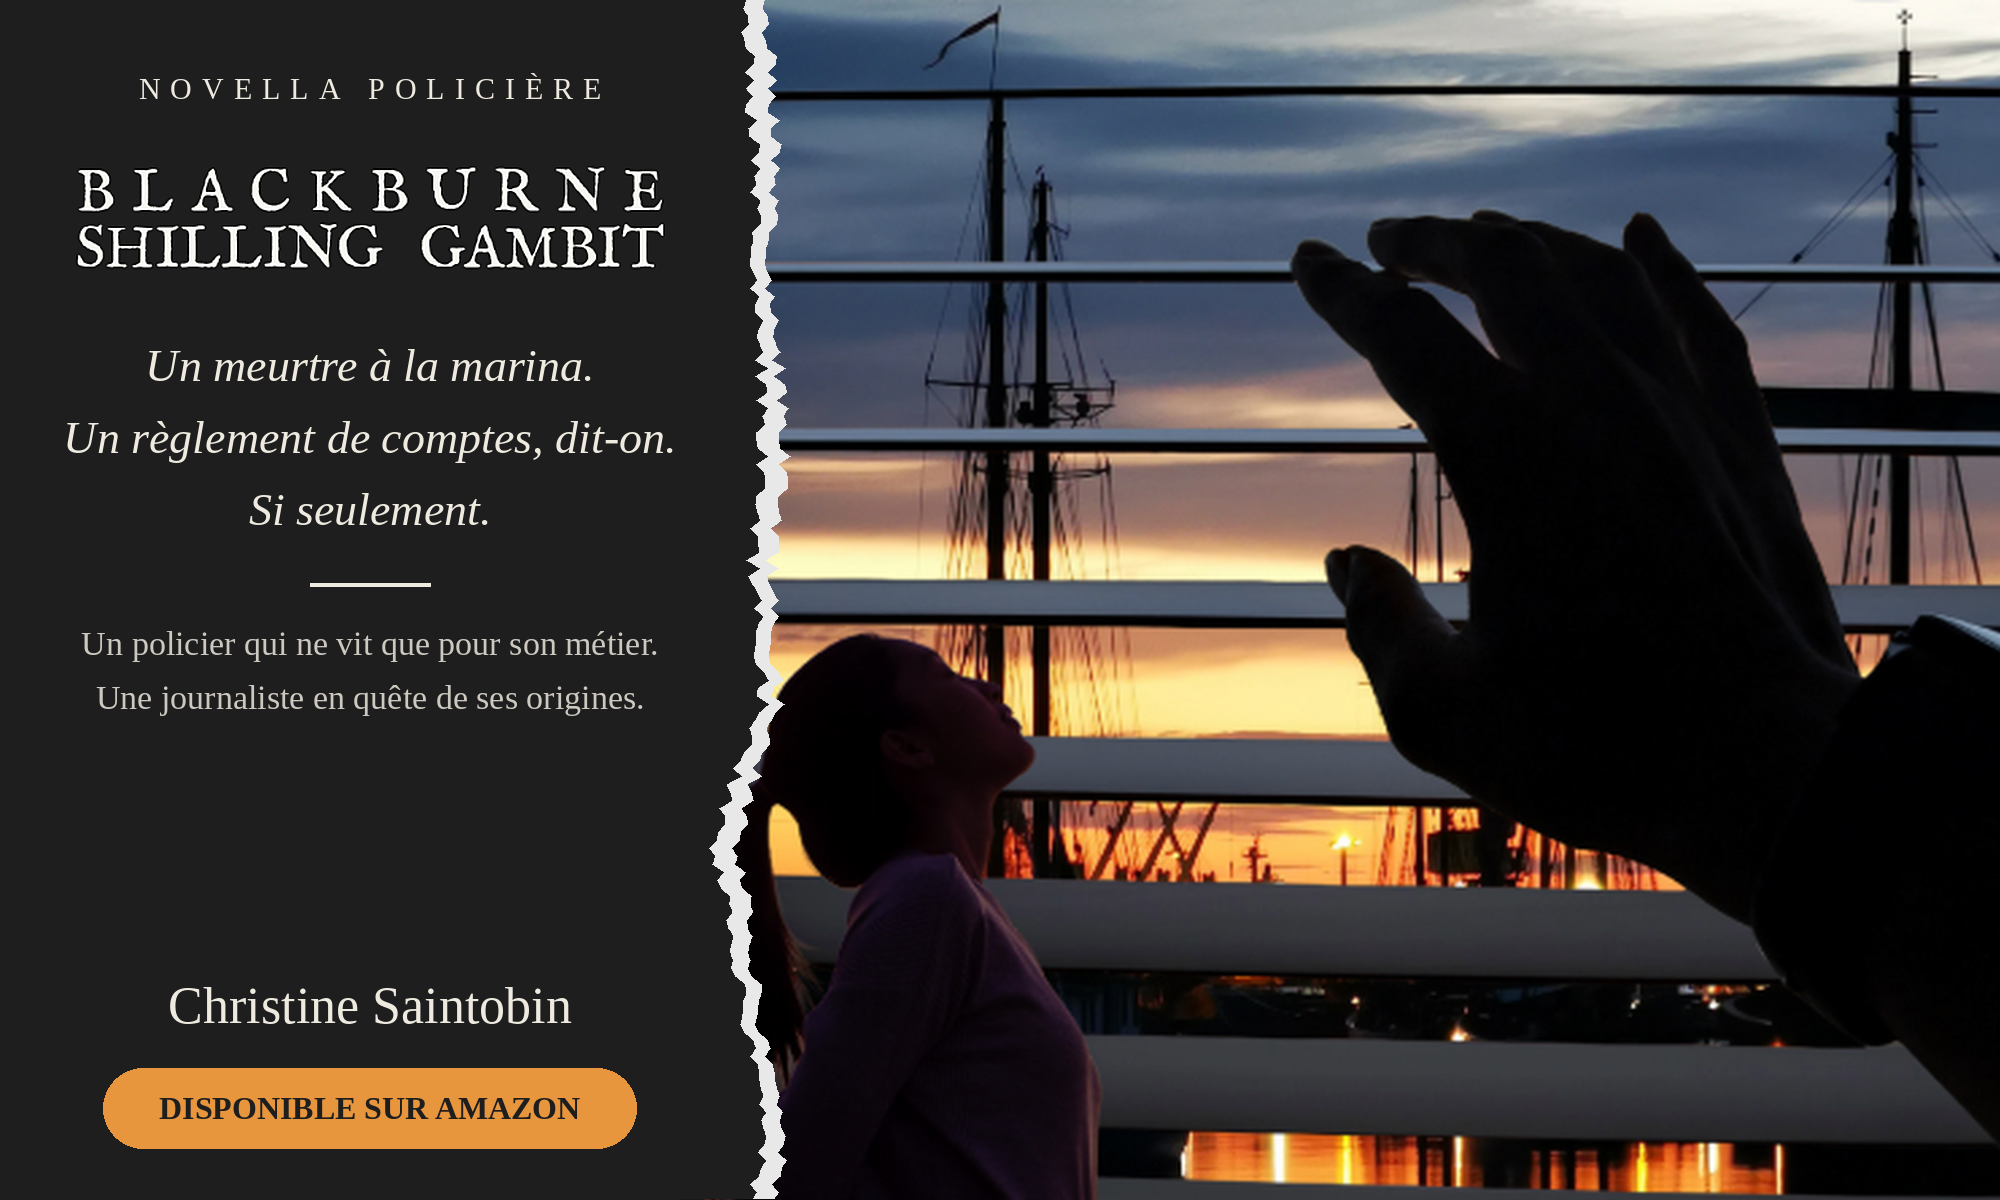 NOVELLA POLICIÈRE
BLACKBURNE
SHILLING GAMBIT
Un meurtre à la marina.
Un règlement de comptes, dit-on.
Si seulement.
Un policier qui ne vit que pour son métier.
Une journaliste en quête de ses origines.
Christine Saintobin
DISPONIBLE SUR AMAZON